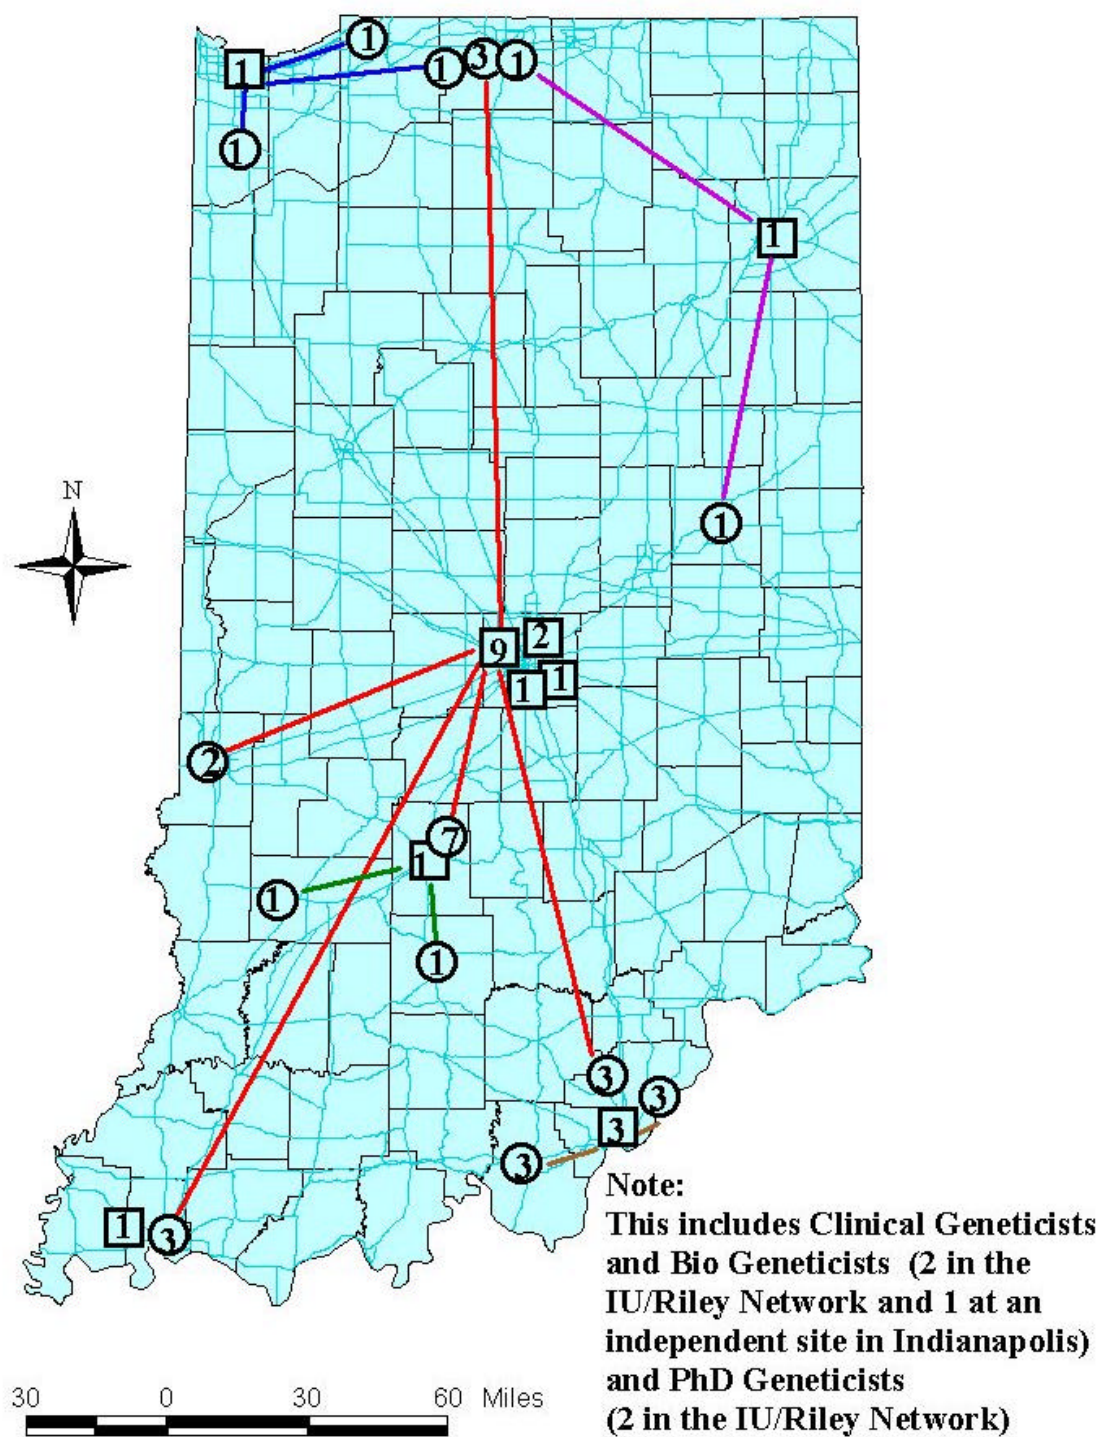 1
1
1
3
1
1
1
1
N
9
2
1
1
2
7
1
1
1
3
3
3
3
1
3
Note:
This includes Clinical Geneticists
and Bio Geneticists (2 in the
IU/Riley Network and 1 at an
independent site in Indianapolis)
and PhD Geneticists
(2 in the IU/Riley Network)
30 0 30 60 Miles